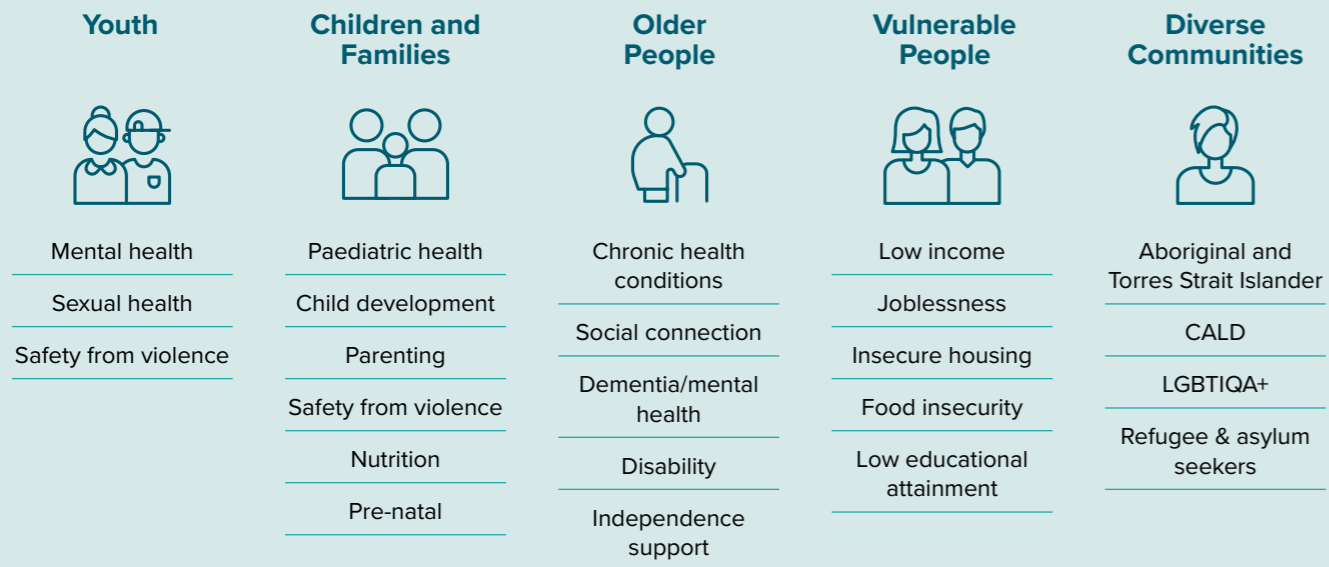 Youth
Mental health
Sexual health
Safety from violence
Children and
Families
Paediatric health
Child development
Parenting
Safety from violence
Nutrition
Pre-natal
Older
People
Chronic health
conditions
Social connection
Dementia/mental
health
Disability
Independence
support
Vulnerable
People
Low income
Joblessness
Insecure housing
Food insecurity
Low educational
attainment
Diverse
Communities
Aboriginal and
Torres Strait Islander
CALD
LGBTIQA+
Refugee & asylum
seekers